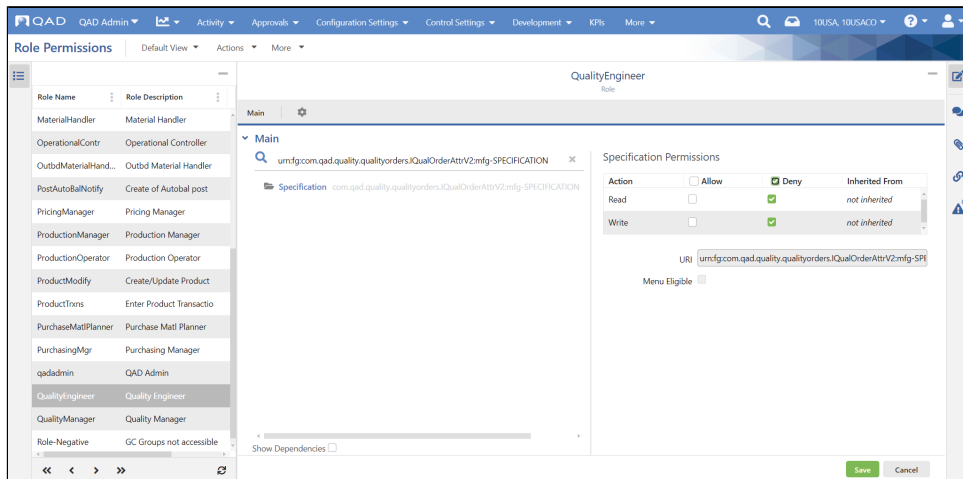 QAD QAD Admin Activity Approvals Configuration Settings Control Settings Development KPIs More 10USA, 10USACO
Role Permissions Default View Actions More
QualityEngineer
Role
Role Name Role Description
MaterialHandler Material Handler
OperationalContr Operational Controller
OutbdMaterialHand... Outbd Material Handler
PostAutoBalNotify Create of Autobal post
PricingManager Pricing Manager
ProductionManager Production Manager
ProductionOperator Production Operator
ProductModify Create/Update Product
ProductTrxns Enter Product Transactio
PurchaseMatlPlanner Purchase Matl Planner
PurchasingMgr Purchasing Manager
qadadmin QAD Admin
QualityEngineer Quality Engineer
QualityManager Quality Manager
Role-Negative GC Groups not accessible
Main
Main
urn:fg:com.qad.quality.qualityorders.IQualOrderAttrV2:mfg-SPECIFICATION
Specification com.qad.quality.qualityorders.IQualOrderAttrV2:mfg-SPECIFICATION
Show Dependencies
Specification Permissions
Action Allow Deny Inherited From
Read not inherited
Write not inherited
URI urn:fg:com.qad.quality.qualityorders.IQualOrderAttrV2:mfg-SPE
Menu Eligible
Save Cancel